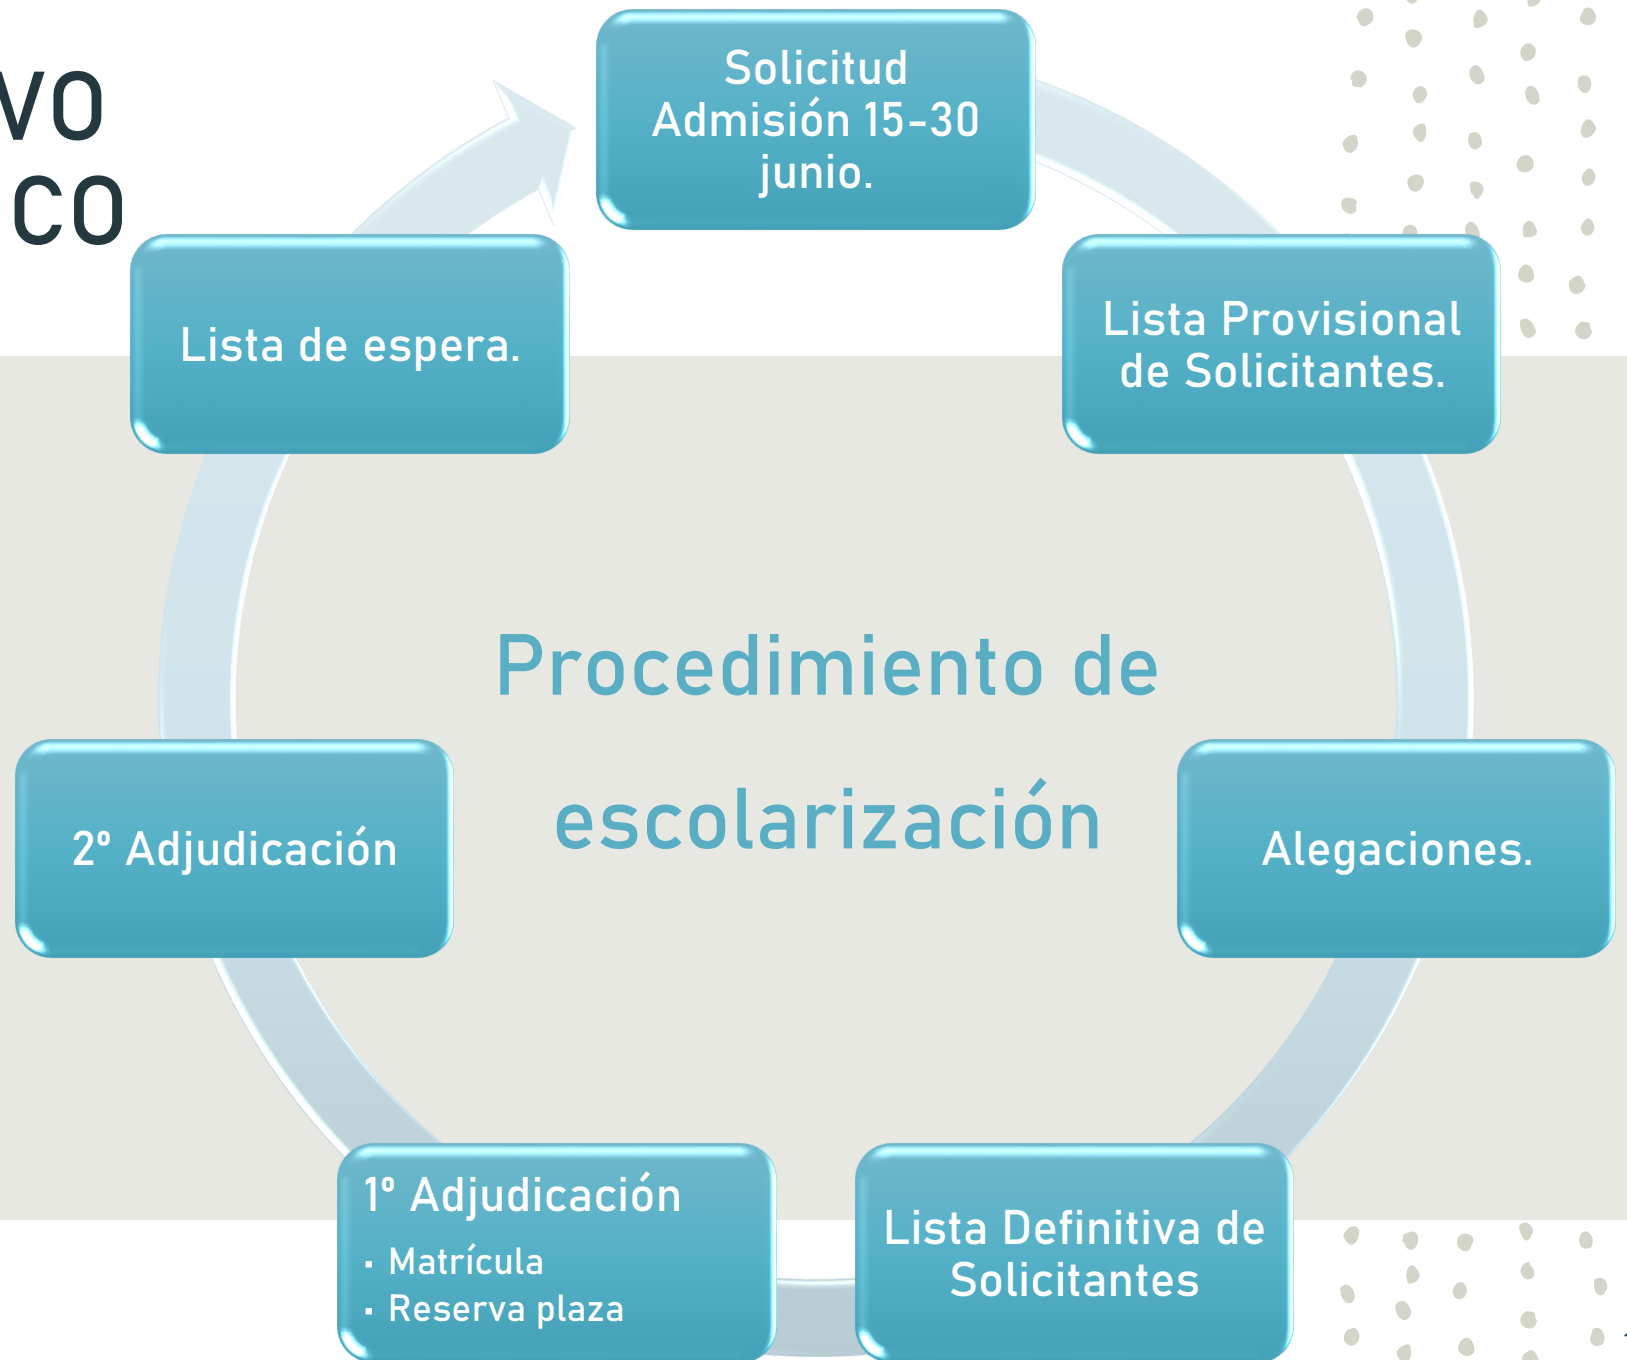 VO
CO
Solicitud
Admisión 15-30
junio.
Lista Provisional
de Solicitantes.
Alegaciones.
Lista Definitiva de
Solicitantes
1º Adjudicación
▪ Matrícula
▪ Reserva plaza
2º Adjudicación
Lista de espera.
Procedimiento de
escolarización